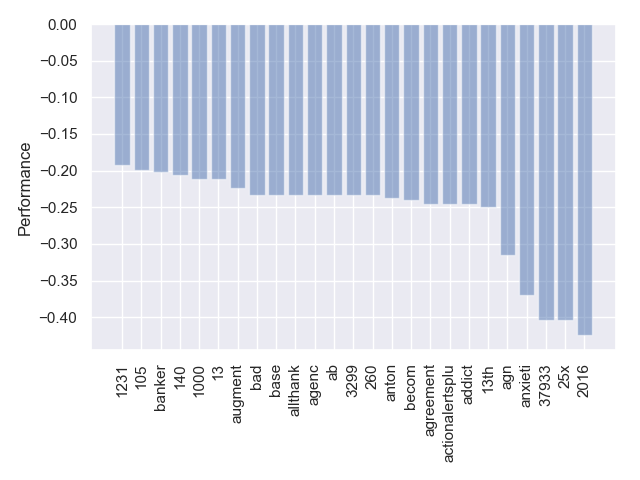 0.00
−0.05
−0.10
−0.15
−0.20
−0.25
−0.30
−0.35
−0.40
Performance
1231
105
banker
140
1000
13
augment
bad
base
allthank
agenc
ab
3299
260
anton
becom
agreement
actionalertsplu
addict
13th
agn
anxieti
37933
25x
2016